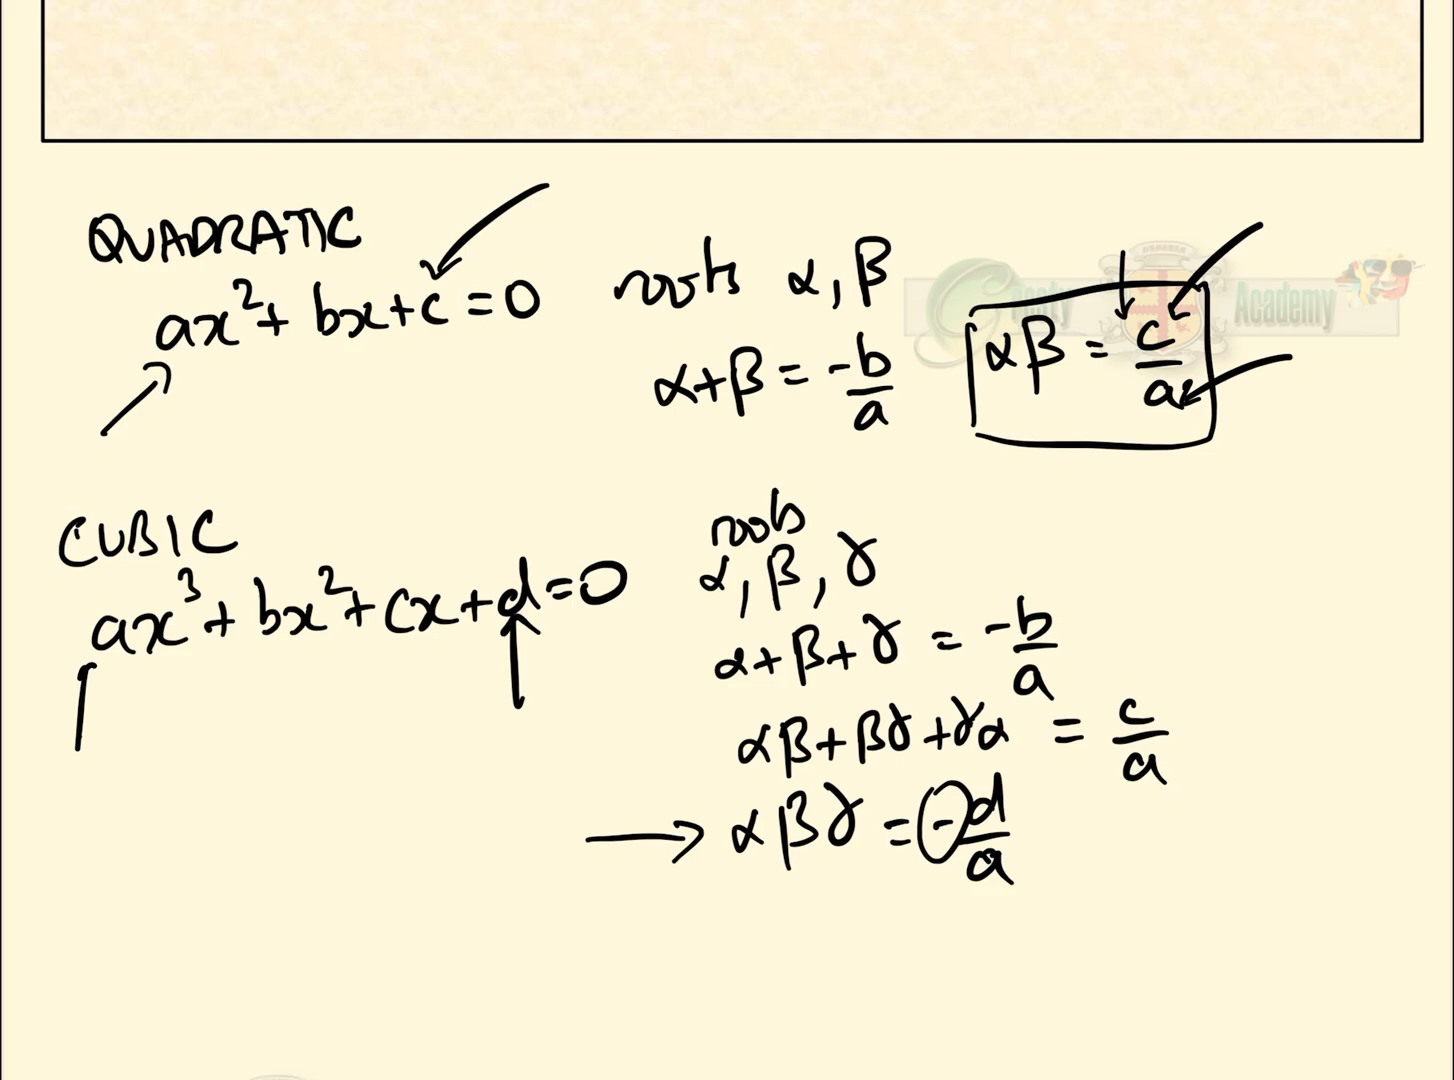 QUADRATIC
ax²+ bx+c=0
roots α, β
α+β = -b/a
αβ = c/a
Academy
CUBIC
ax³+ bx²+ cx+d=0
roots
α, β, γ
α+β+γ = -b/a
αβ+βγ+γα = c/a
→ αβγ = -d/a